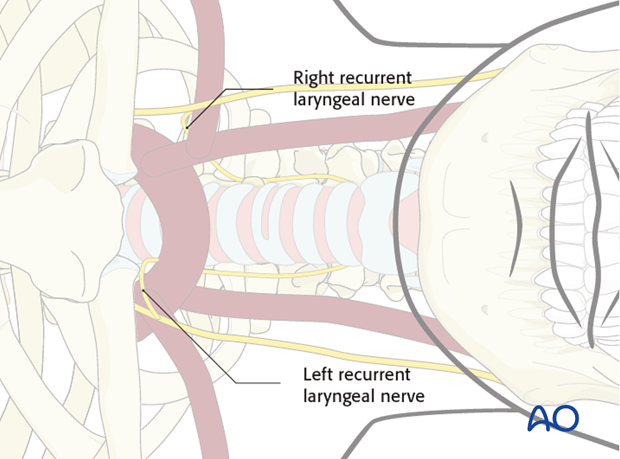 Right recurrent
laryngeal nerve
Left recurrent
laryngeal nerve
AO